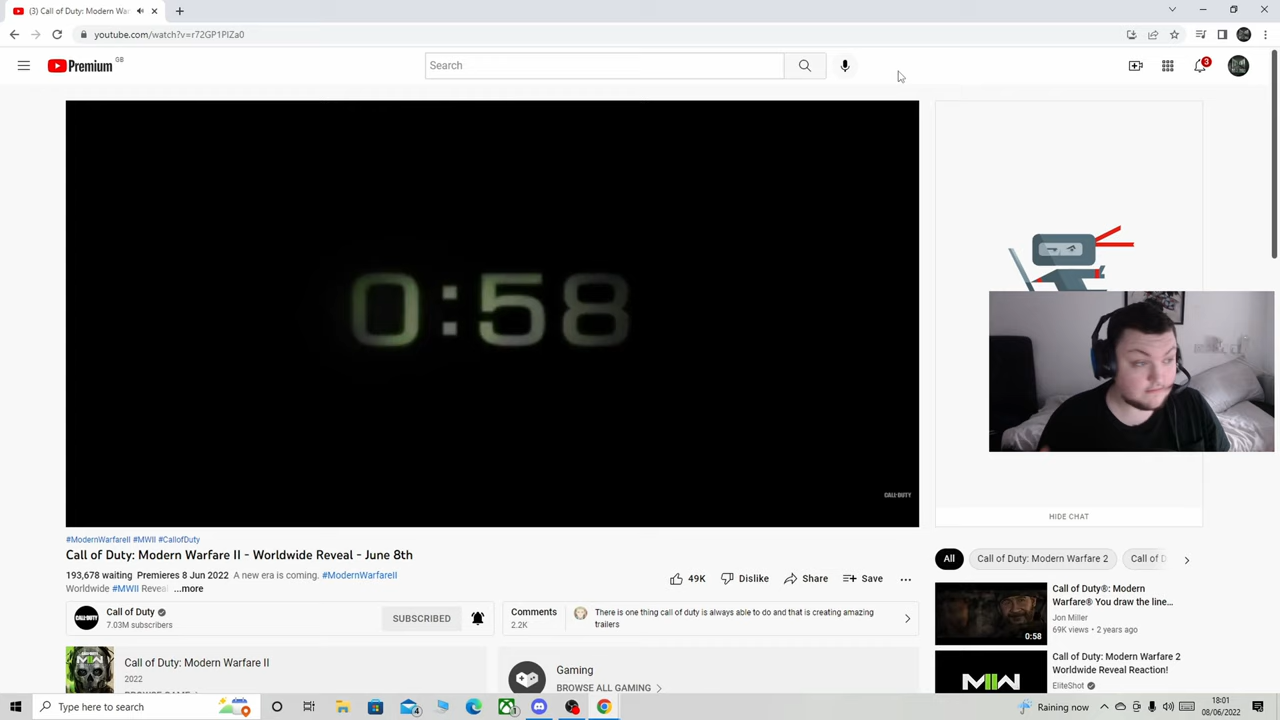 (3) Call of Duty: Modern War
youtube.com/watch?v=r72GP1PIZa0
Premium GB
Search
3
0:58
CALL OF DUTY
HIDE CHAT
#ModernWarfareII #MWII #CallofDuty
Call of Duty: Modern Warfare II - Worldwide Reveal - June 8th
193,678 waiting Premieres 8 Jun 2022 A new era is coming. #ModernWarfareII
Worldwide #MWII Reveal ...more
49K Dislike Share Save
Call of Duty
7.03M subscribers
SUBSCRIBED
Comments
2.2K
There is one thing call of duty is always able to do and that is creating amazing
trailers
Call of Duty: Modern Warfare II
2022
BROWSE GAME
Gaming
BROWSE ALL GAMING
All Call of Duty: Modern Warfare 2 Call of D
0:58
Call of Duty®: Modern
Warfare® You draw the line...
Jon Miller
69K views • 2 years ago
MW
Call of Duty: Modern Warfare 2
Worldwide Reveal Reaction!
EliteShot
Type here to search
4
1
Raining now
18:01
08/06/2022